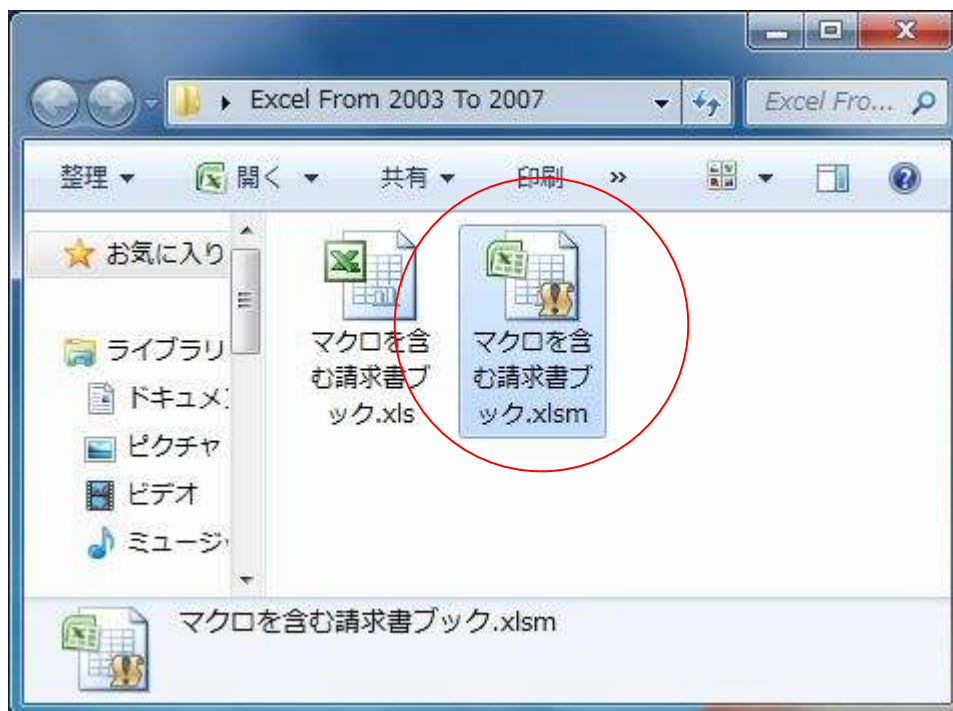 Excel From 2003 To 2007
Excel Fro...
整理
開く
共有
印刷
»
お気に入り
ライブラリ
ドキュメン
ピクチャ
ビデオ
ミュージ
マクロを含
む請求書ブ
ック.xls
マクロを含
む請求書ブ
ック.xlsm
マクロを含む請求書ブック.xlsm